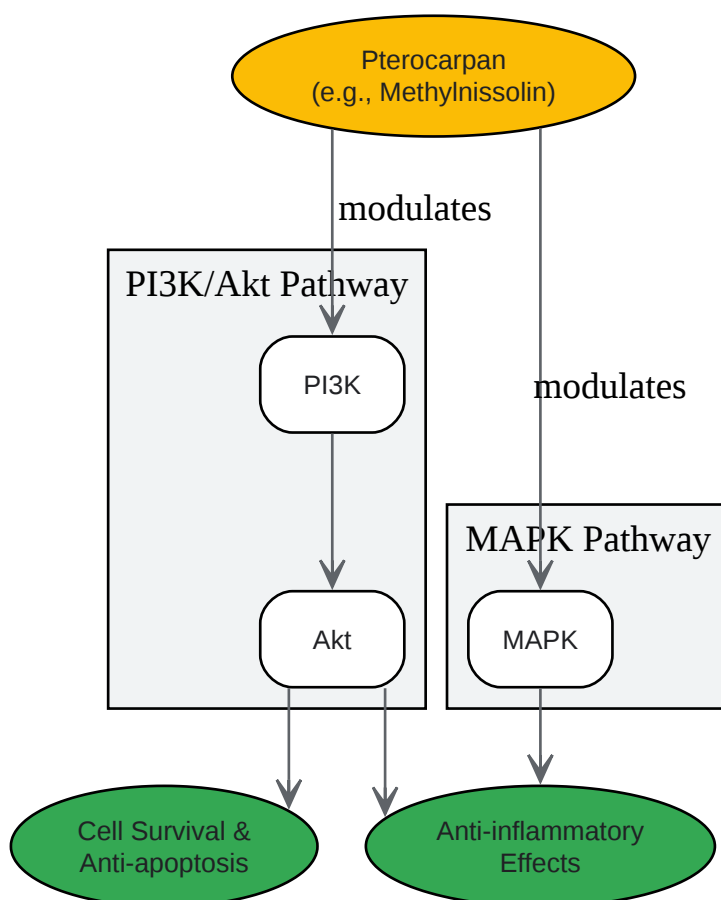 Pterocarpan
(e.g., Methylnissolin)
modulates
PI3K/Akt Pathway
PI3K
modulates
MAPK Pathway
Akt
MAPK
Cell Survival &
Anti-apoptosis
Anti-inflammatory
Effects